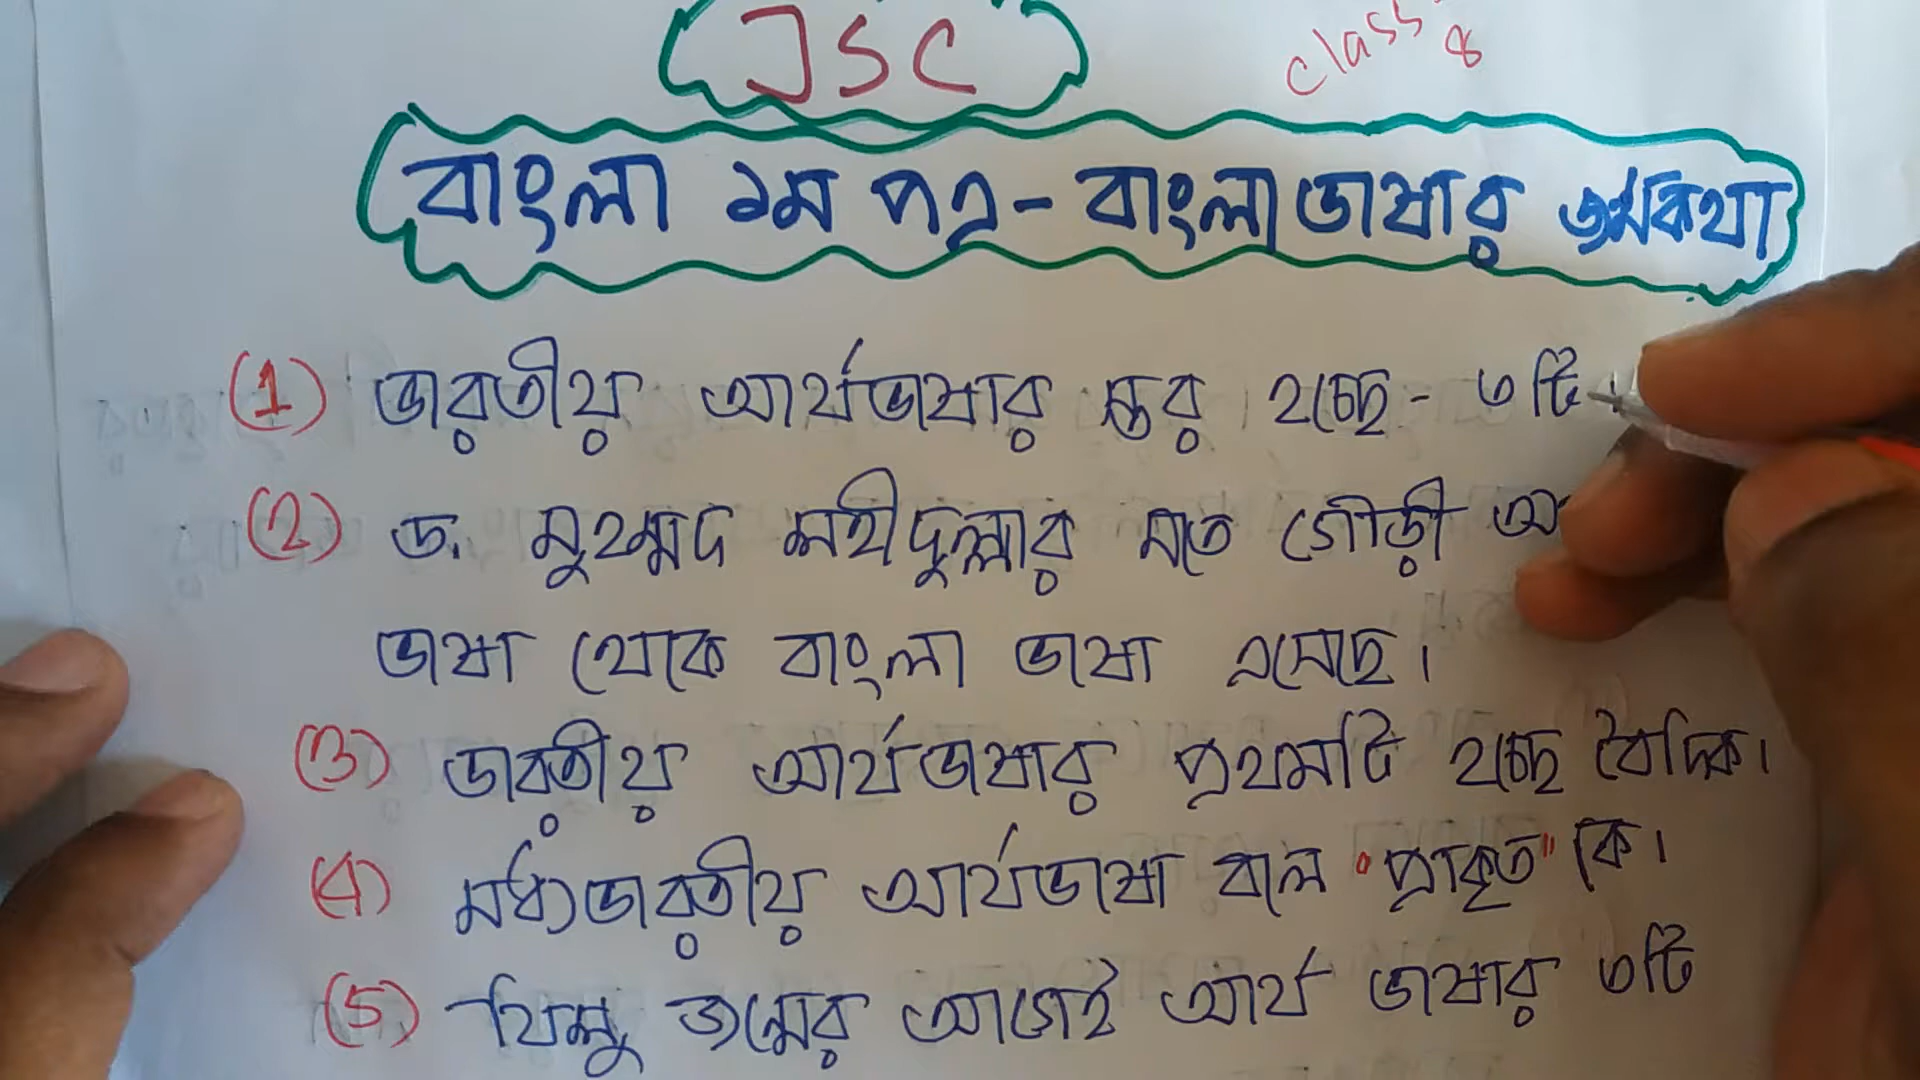 JSC
class-8
বাংলা ১ম পত্র - বাংলা ভাষার জন্মকথা
(1) ভারতীয় আর্যভাষার স্তর হচ্ছে - ৩টি
(2) ড. মুহম্মদ শহীদুল্লার মতে গৌড়ী
ভাষা থেকে বাংলা ভাষা এসেছে।
(3) ভারতীয় আর্যভাষার প্রথমটি হচ্ছে বৈদিক।
(4) মধ্যভারতীয় আর্যভাষা বলে "প্রাকৃত" কে।
(5) জন্মের আগেই আর্য ভাষার ৩টি